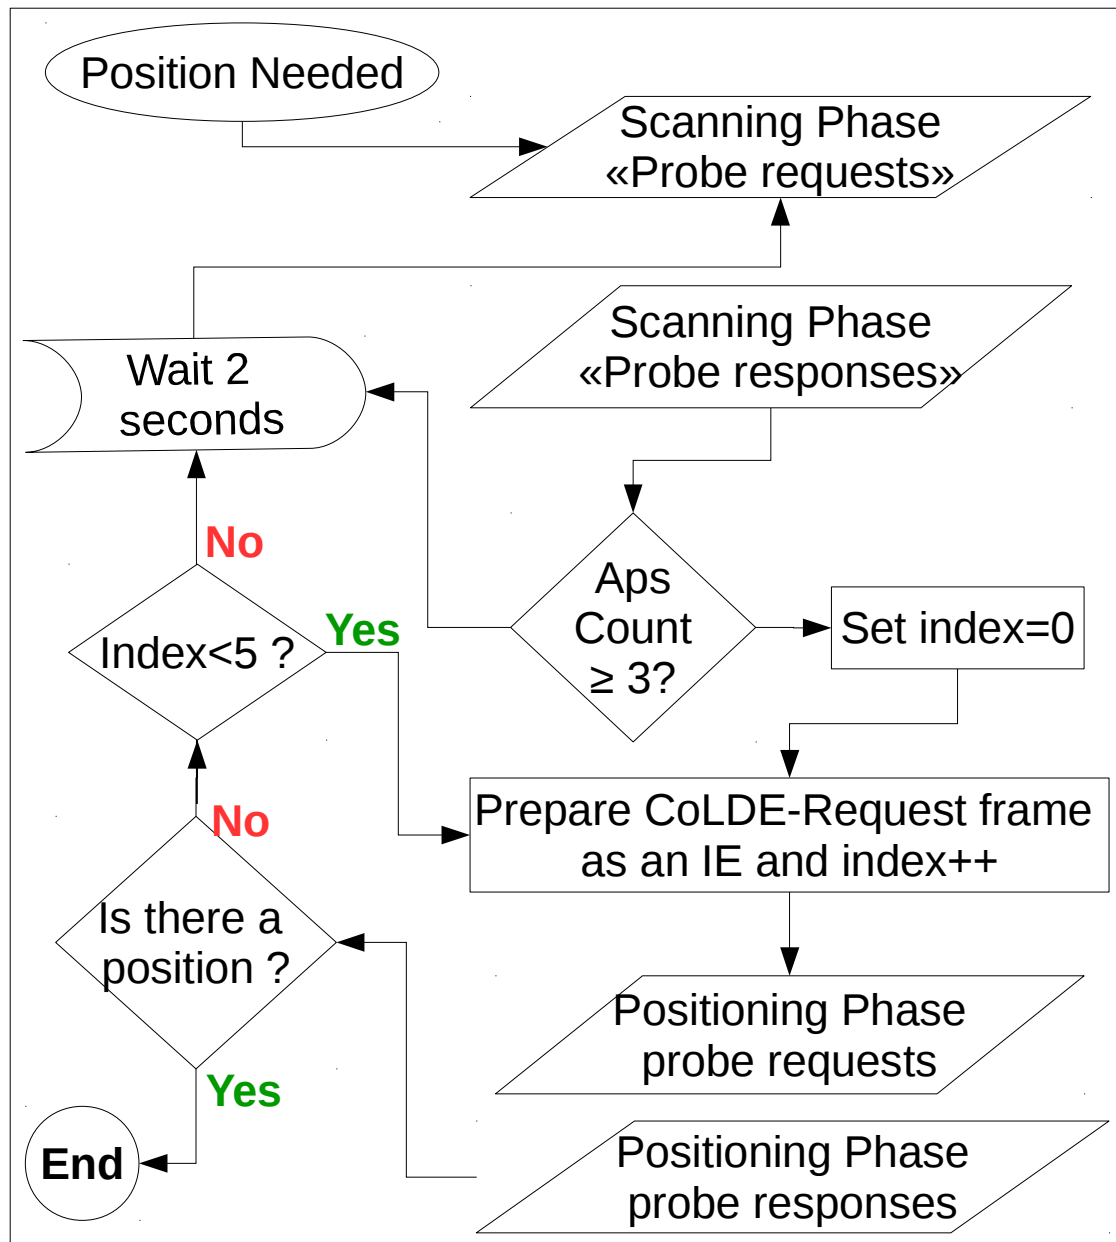 Position Needed
Scanning Phase
«Probe requests»
Scanning Phase
«Probe responses»
Wait 2
seconds
No
Aps
Count
≥ 3?
Set index=0
Index<5 ?
Yes
Prepare CoLDE-Request frame
as an IE and index++
No
Is there a
position ?
Positioning Phase
probe requests
Yes
End
Positioning Phase
probe responses